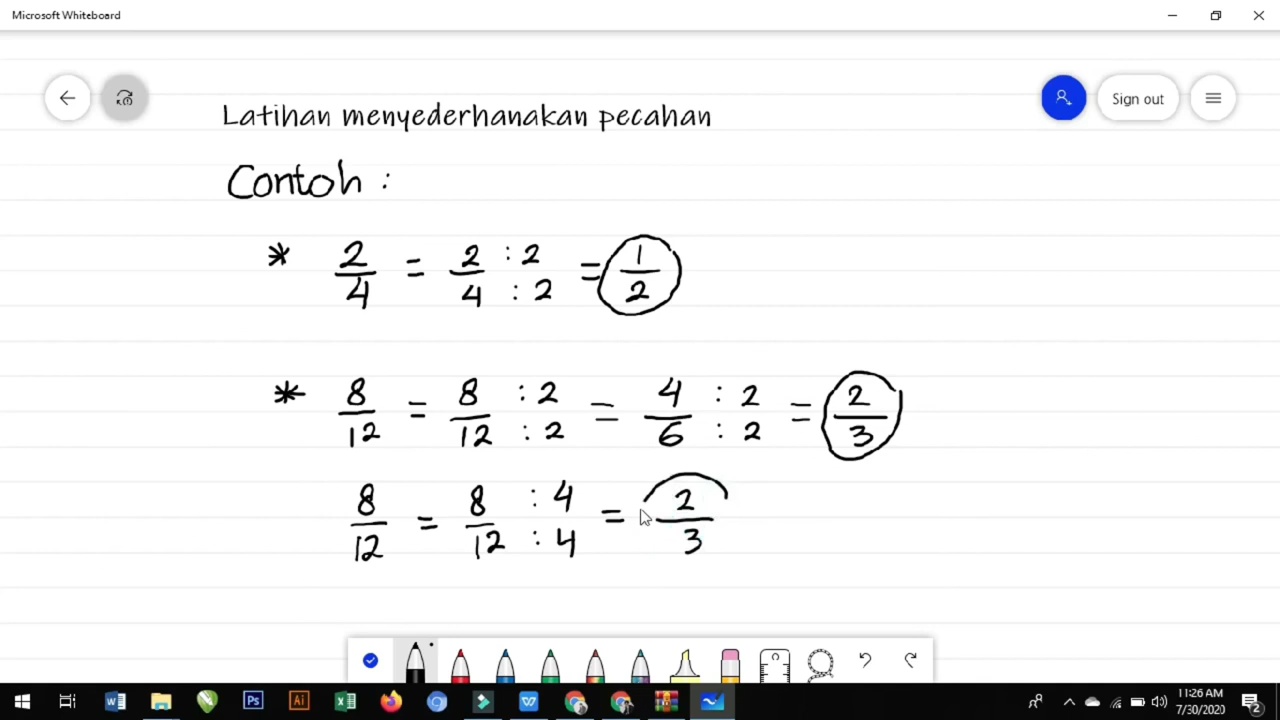 Microsoft Whiteboard
Sign out
Latihan menyederhanakan pecahan
Contoh :
* 2/4 = 2/4 : 2/: 2 = 1/2
* 8/12 = 8/12 : 2/: 2 = 4/6 : 2/: 2 = 2/3
8/12 = 8/12 : 4/: 4 = 2/3
11:26 AM
7/30/2020
2